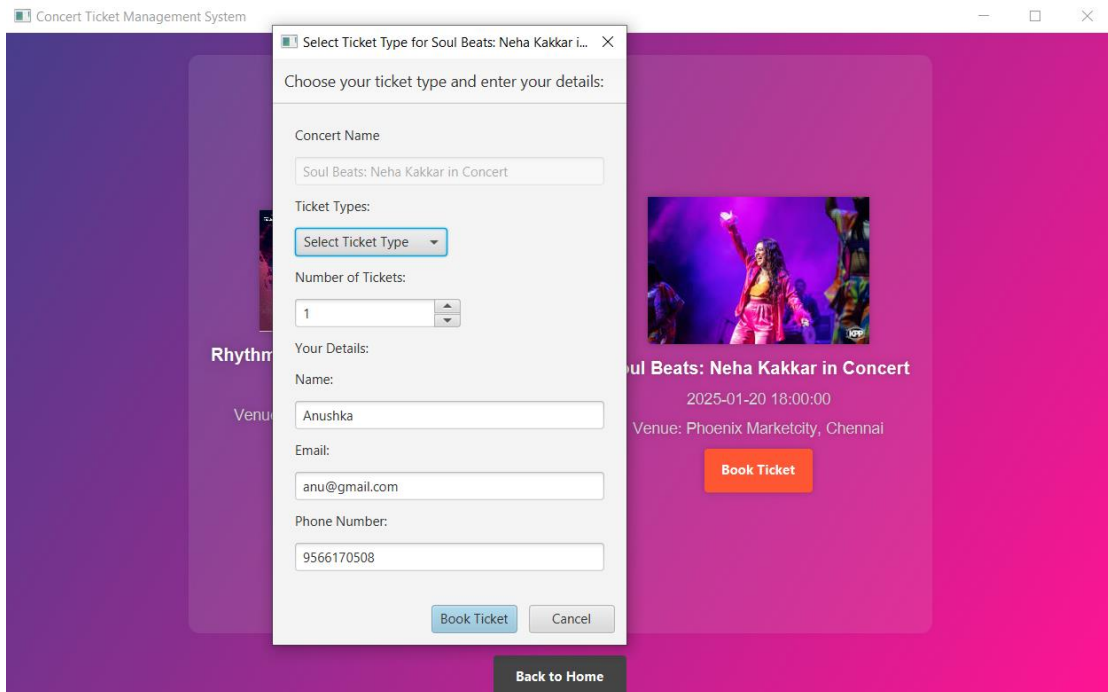 Concert Ticket Management System
Select Ticket Type for Soul Beats: Neha Kakkar i...
Choose your ticket type and enter your details:
Concert Name
Soul Beats: Neha Kakkar in Concert
Ticket Types:
Select Ticket Type
Number of Tickets:
1
Your Details:
Name:
Anushka
Email:
anu@gmail.com
Phone Number:
9566170508
Book Ticket
Cancel
Rhythm
Venu
ul Beats: Neha Kakkar in Concert
2025-01-20 18:00:00
Venue: Phoenix Marketcity, Chennai
Book Ticket
Back to Home